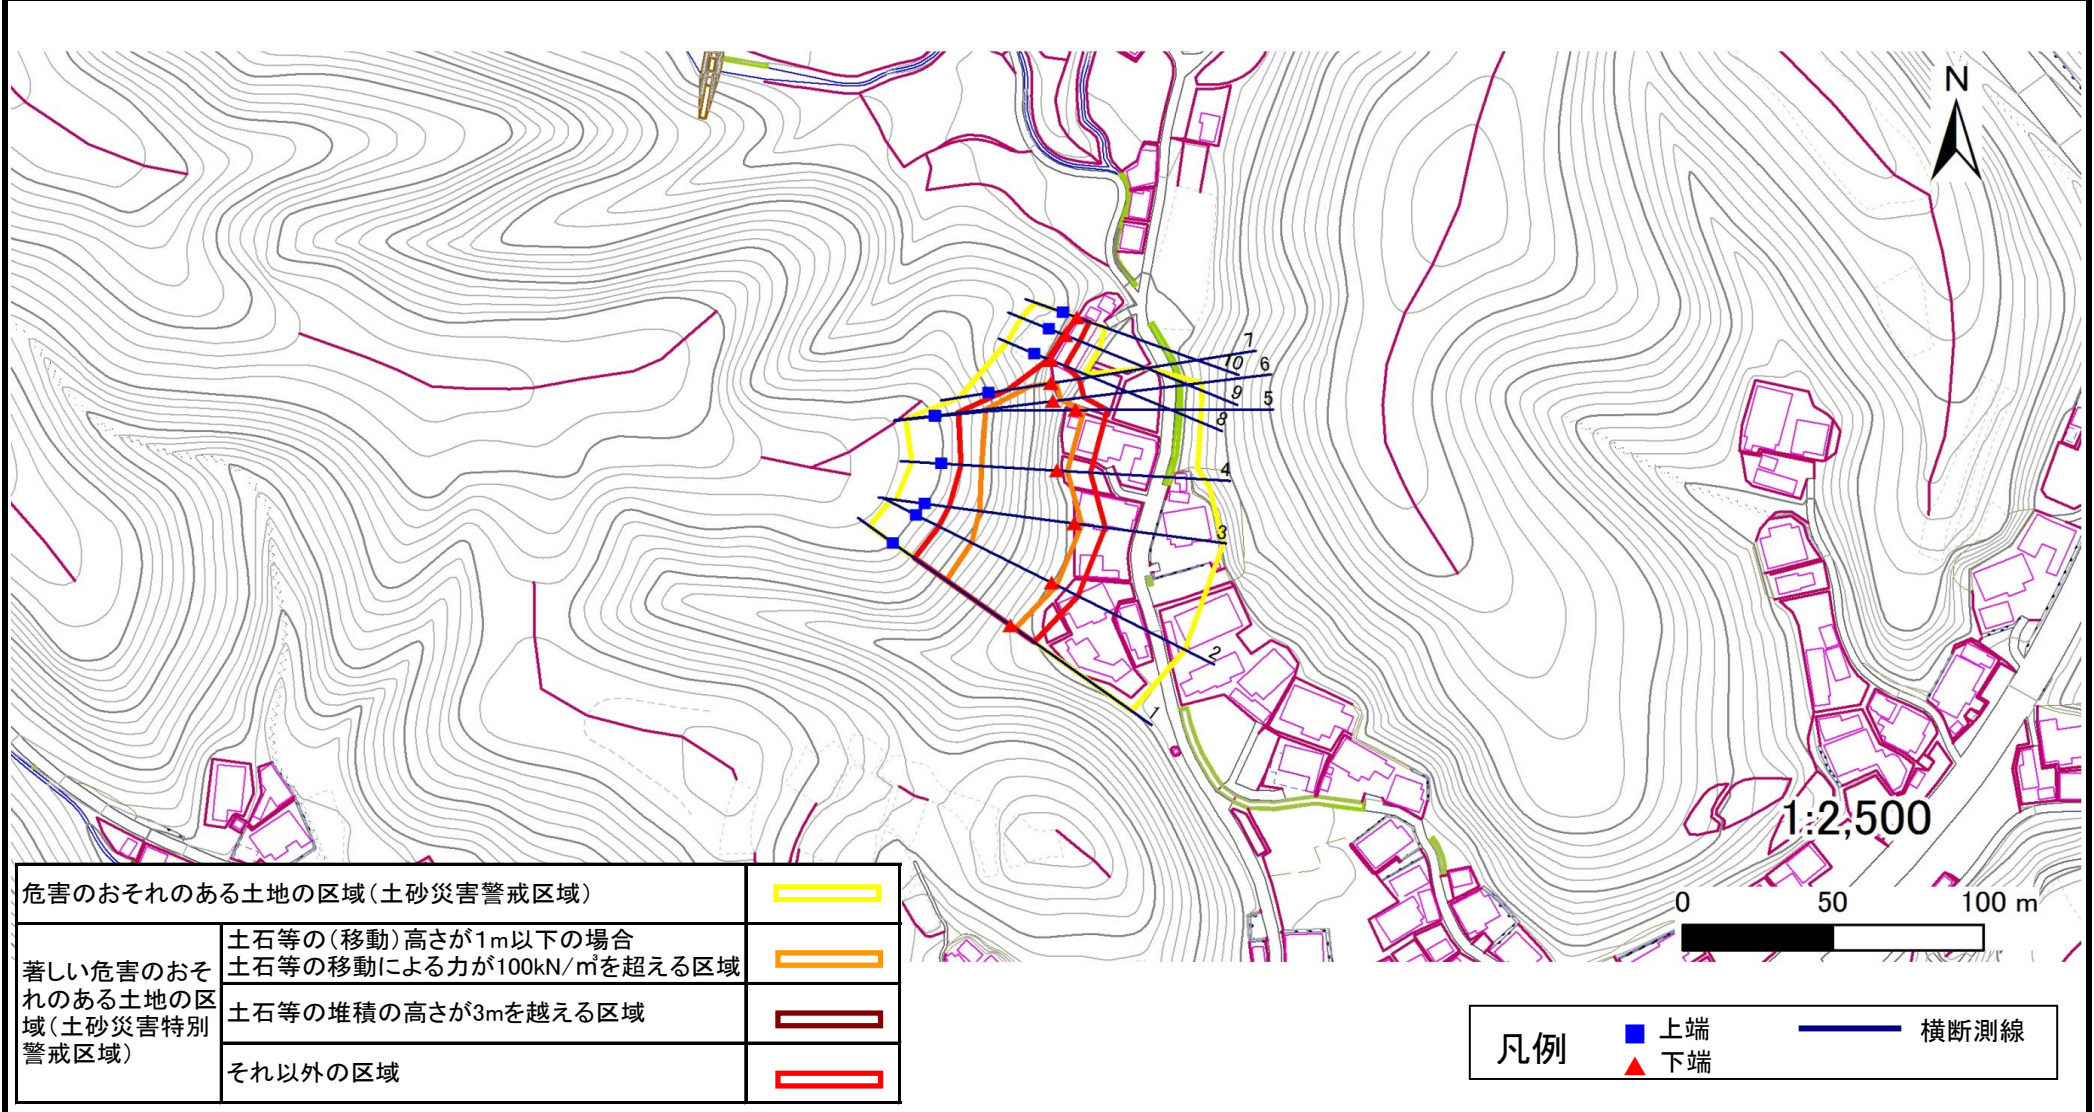 N
7
10
6
9
5
8
4
3
2
1
1:2,500
0 50 100 m
危害のおそれのある土地の区域(土砂災害警戒区域)
著しい危害のおそ
れのある土地の区
域(土砂災害特別
警戒区域)
土石等の(移動)高さが1m以下の場合
土石等の移動による力が100kN/㎡を超える区域
土石等の堆積の高さが3mを越える区域
それ以外の区域
凡例
上端
下端
横断測線